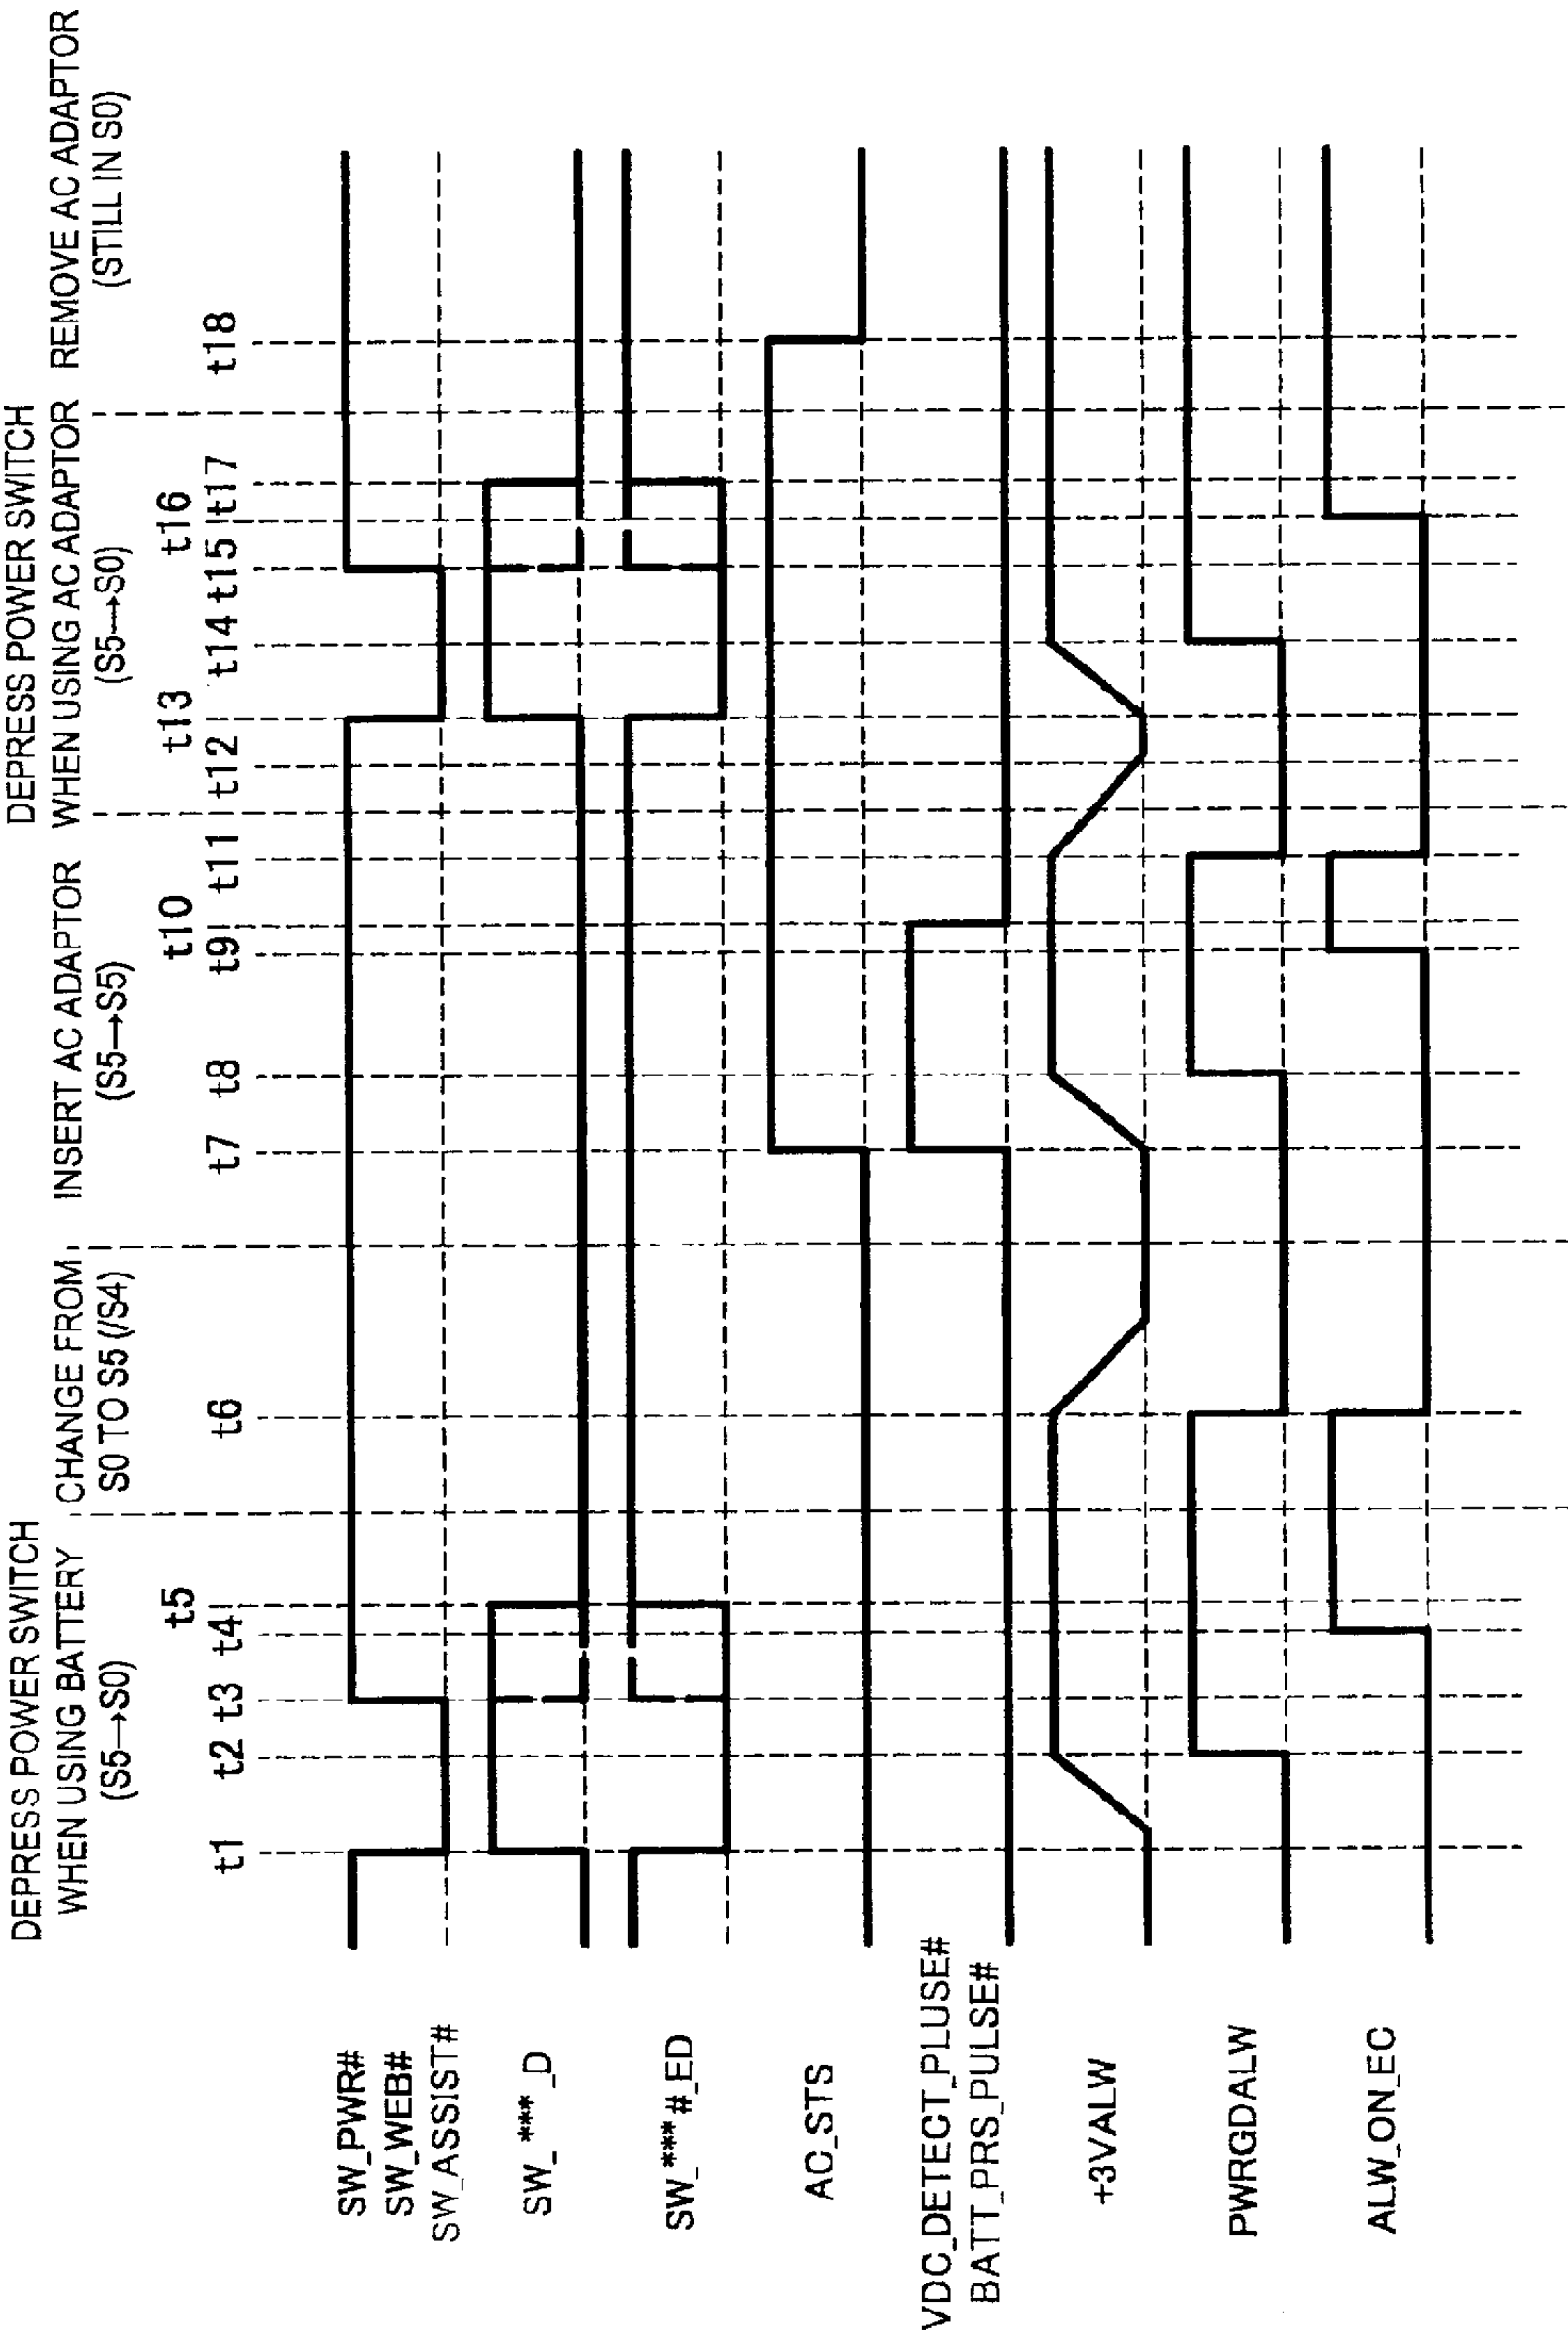 DEPRESS POWER SWITCH
WHEN USING BATTERY
(S5→S0)
CHANGE FROM
S0 TO S5 (/S4)
INSERT AC ADAPTOR
(S5→S5)
DEPRESS POWER SWITCH
WHEN USING AC ADAPTOR
(S5→S0)
REMOVE AC ADAPTOR
(STILL IN S0)
t1 t2 t3 t4 t5 t6 t7 t8 t9 t10 t11 t12 t13 t14 t15 t16 t17 t18
SW_PWR#
SW_WEB#
SW_ASSIST#
SW_***_D
SW_***#_ED
AC_STS
VDC_DETECT_PLUSE#
BATT_PRS_PULSE#
+3VALW
PWRGDALW
ALW_ON_EC